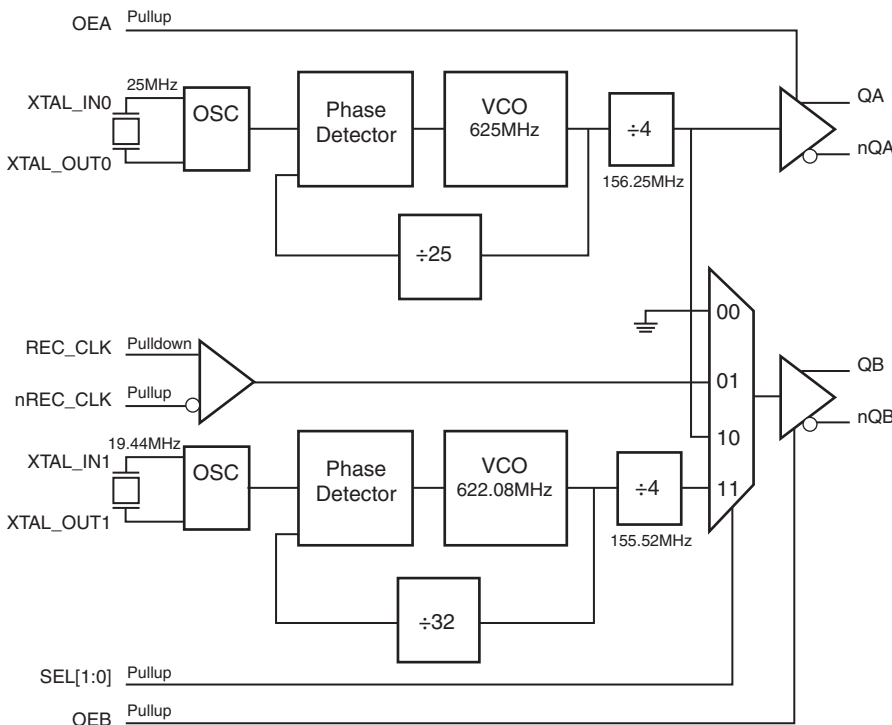 OEA Pullup
XTAL_IN0
25MHz
OSC
XTAL_OUT0
Phase
Detector
VCO
625MHz
÷4
156.25MHz
÷25
QA
nQA
00
01
10
11
REC_CLK Pulldown
nREC_CLK Pullup
QB
nQB
XTAL_IN1
19.44MHz
OSC
XTAL_OUT1
Phase
Detector
VCO
622.08MHz
÷4
155.52MHz
÷32
SEL[1:0] Pullup
OEB Pullup